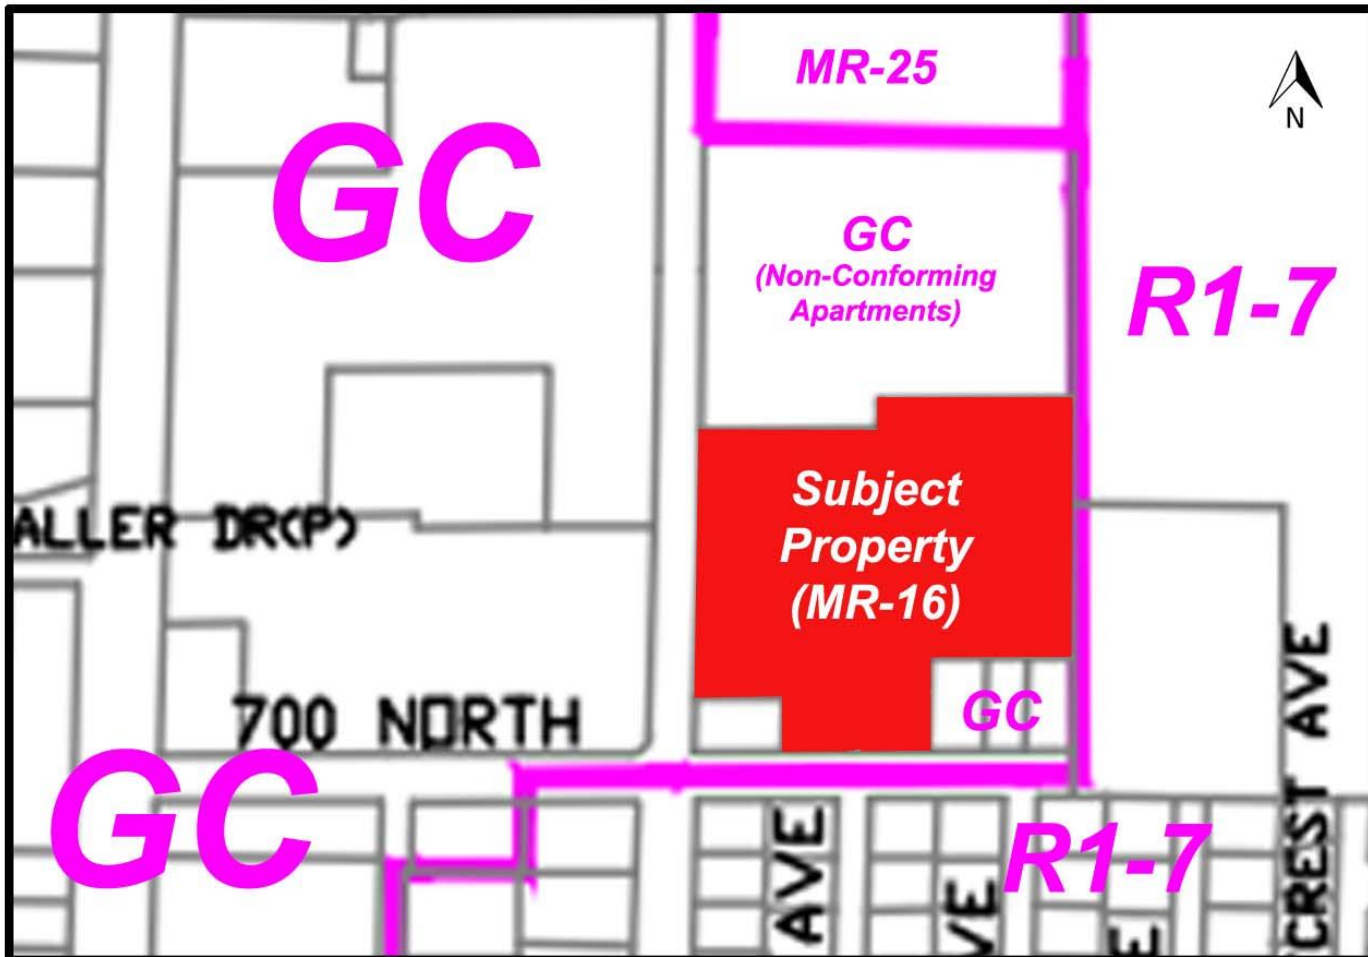 MR-25
N
GC
GC
(Non-Conforming
Apartments)
R1-7
Subject
Property
(MR-16)
ALLER DR(P)
700 NORTH
GC
GC
R1-7
AVE
VE
E
CREST AVE